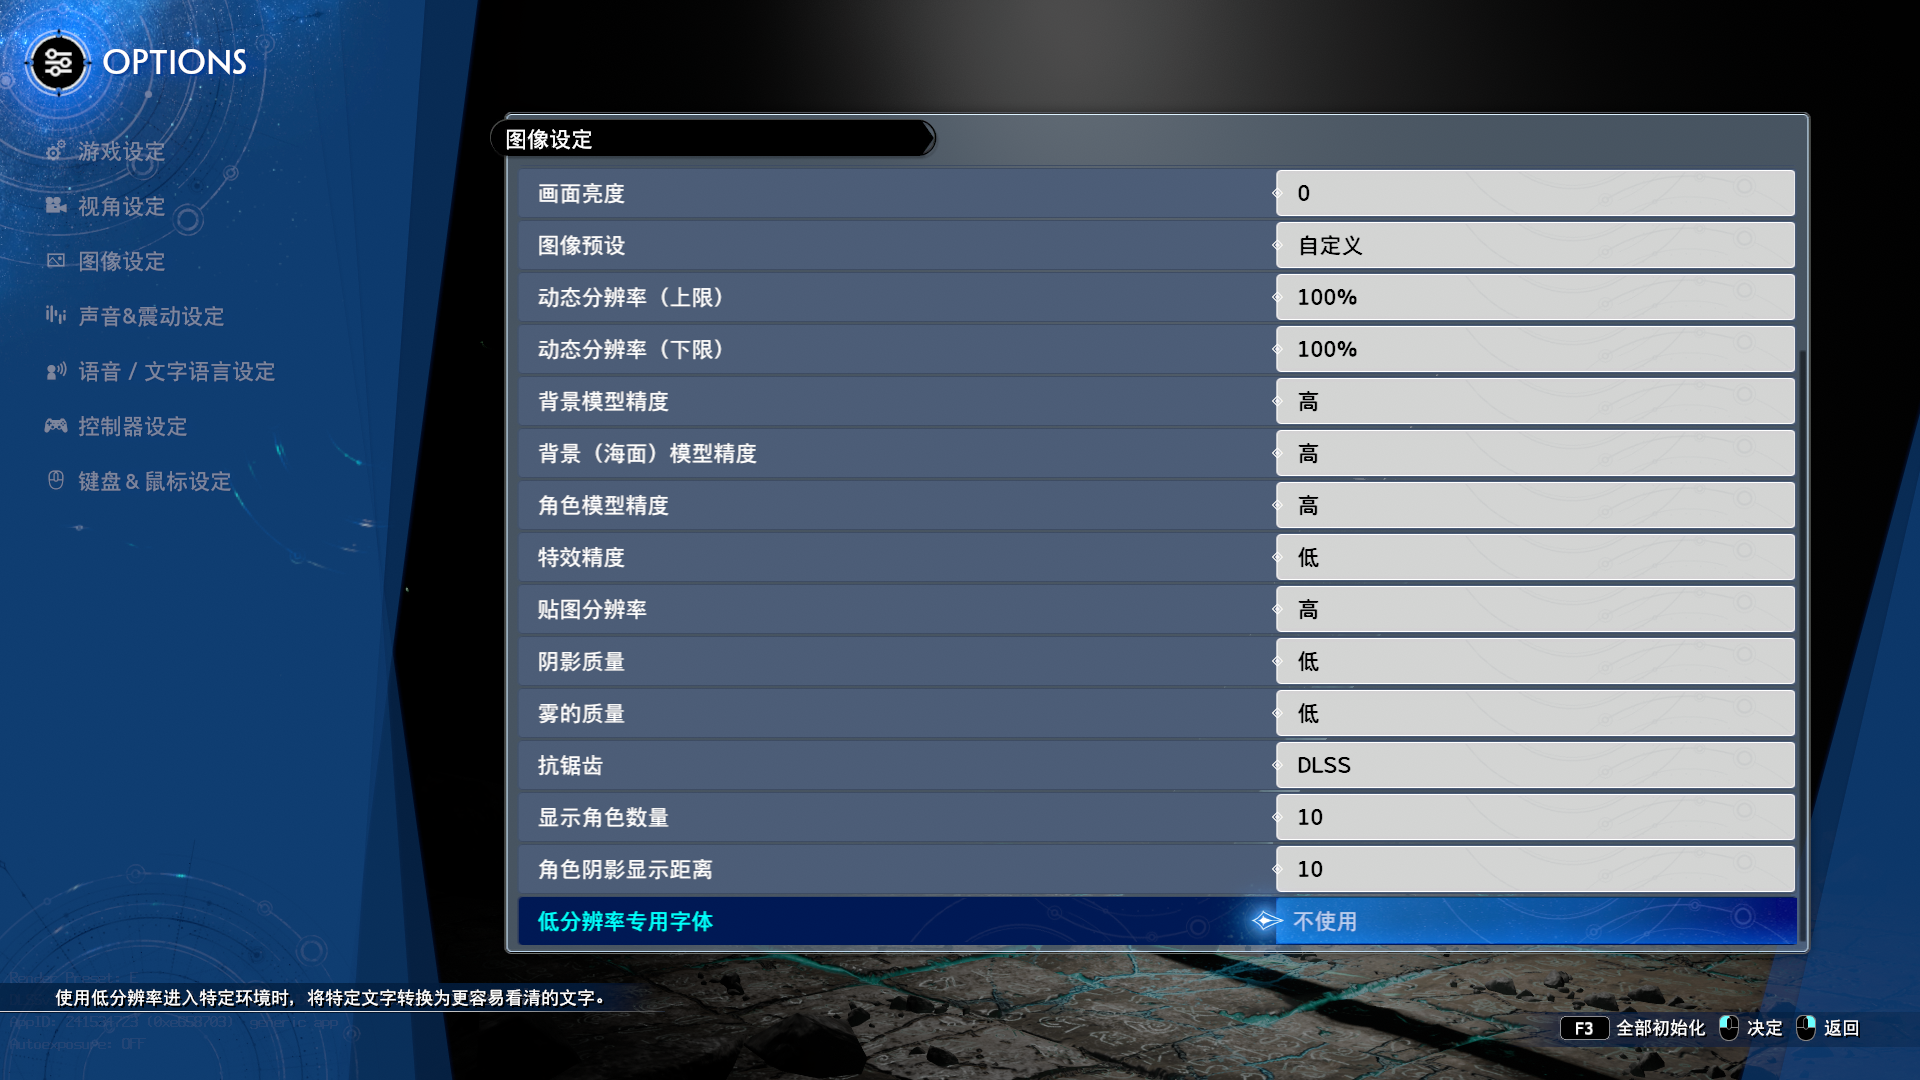 OPTIONS
游戏设定
视角设定
图像设定
声音&震动设定
语音 / 文字语言设定
控制器设定
键盘＆鼠标设定
图像设定
画面亮度 0
图像预设 自定义
动态分辨率（上限） 100%
动态分辨率（下限） 100%
背景模型精度 高
背景（海面）模型精度 高
角色模型精度 高
特效精度 低
贴图分辨率 高
阴影质量 低
雾的质量 低
抗锯齿 DLSS
显示角色数量 10
角色阴影显示距离 10
低分辨率专用字体 不使用
使用低分辨率进入特定环境时，将特定文字转换为更容易看清的文字。
Autoexposure: OFF
F3 全部初始化 决定 返回